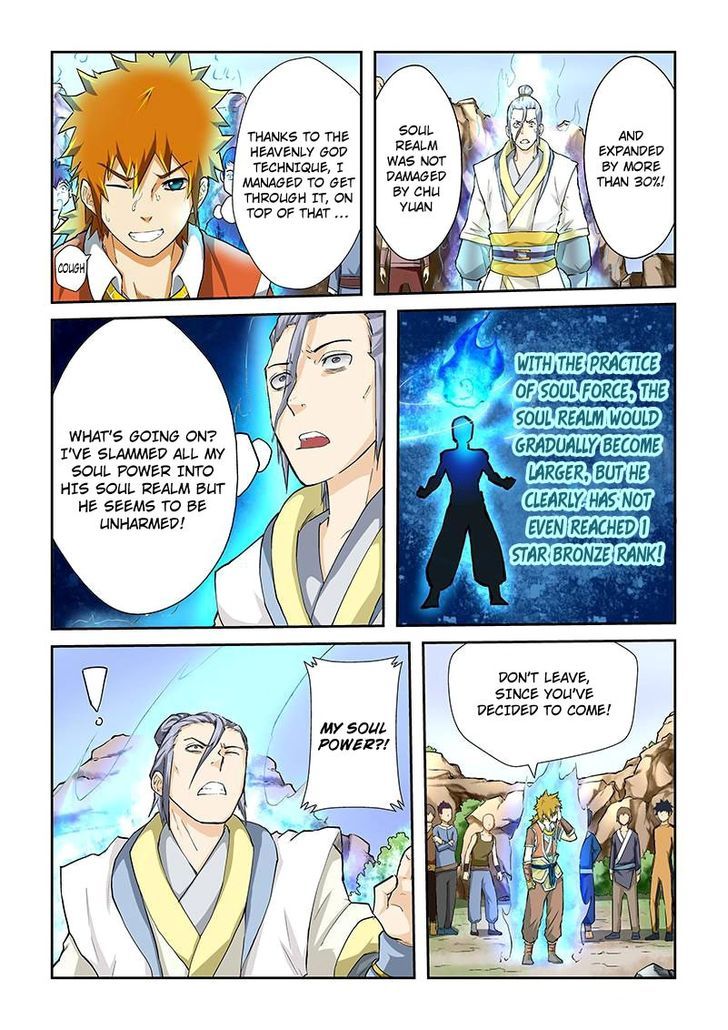 THANKS TO THE
HEAVENLY GOD
TECHNIQUE, I
MANAGED TO GET
THROUGH IT, ON
TOP OF THAT ...
COUGH
SOUL
REALM
WAS NOT
DAMAGED
BY CHU
YUAN
AND
EXPANDED
BY MORE
THAN 30%!
WHAT'S GOING ON?
I'VE SLAMMED ALL MY
SOUL POWER INTO
HIS SOUL REALM BUT
HE SEEMS TO BE
UNHARMED!
WITH THE PRACTICE
OF SOUL FORCE, THE
SOUL REALM WOULD
GRADUALLY BECOME
LARGER, BUT HE
CLEARLY HAS NOT
EVEN REACHED 1
STAR BRONZE RANK!
!
MY SOUL
POWER?!
DON'T LEAVE,
SINCE YOU'VE
DECIDED TO COME!